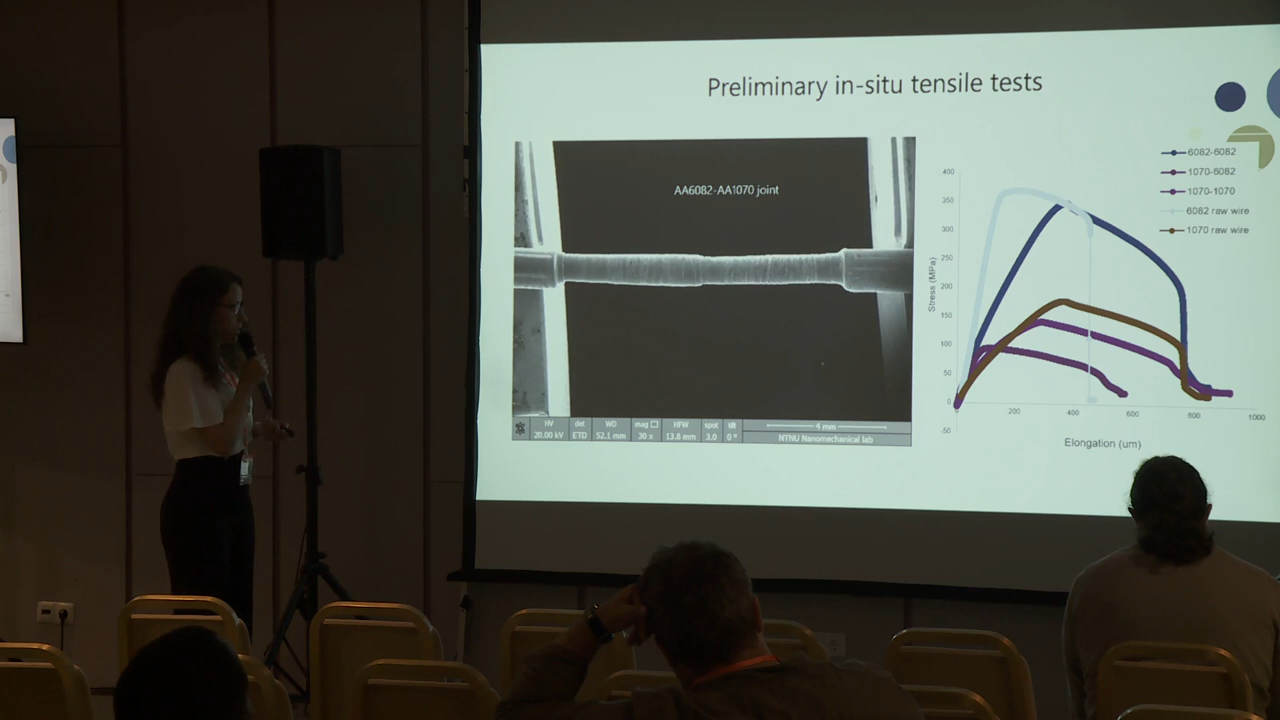 Preliminary in-situ tensile tests
AA6082-AA1070 joint
HV det WD mag HFW spot tilt
20.00 kV ETD 52.1 mm 30 x 13.8 mm 3.0 0 °
4 mm
NTNU Nanomechanical lab
6082-6082
1070-6082
1070-1070
6082 raw wire
1070 raw wire
Stress (MPa)
400
350
300
250
200
150
100
50
0
-50
200 400 600 800 1000
Elongation (um)